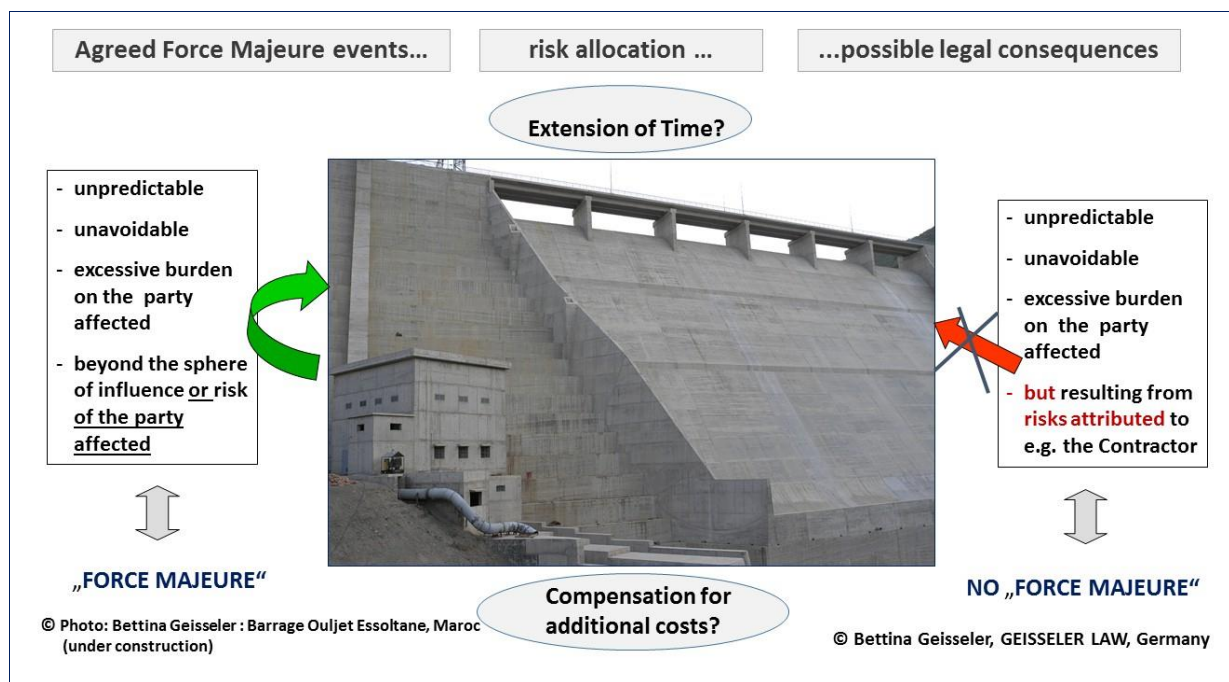 Agreed Force Majeure events…
risk allocation …
...possible legal consequences
Extension of Time?
- unpredictable
- unavoidable
- excessive burden
on the party
affected
- beyond the sphere
of influence or risk
of the party
affected
- unpredictable
- unavoidable
- excessive burden
on the party
affected
- but resulting from
risks attributed to
e.g. the Contractor
„FORCE MAJEURE“
NO „FORCE MAJEURE“
Compensation for
additional costs?
© Photo: Bettina Geisseler : Barrage Ouljet Essoltane, Maroc
(under construction)
© Bettina Geisseler, GEISSELER LAW, Germany